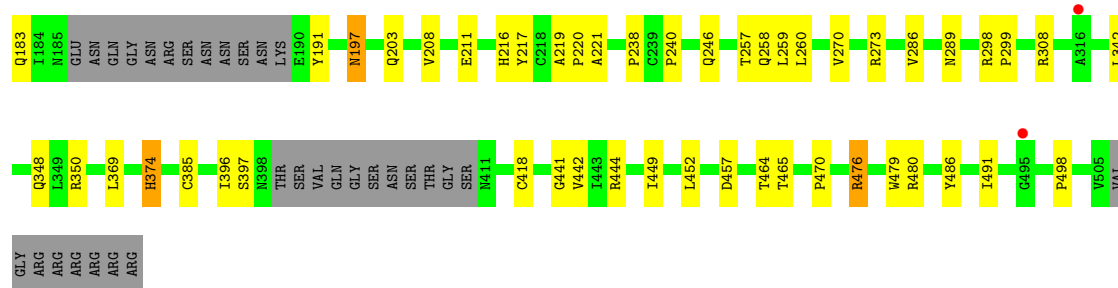 Q183 I184 N185 GLU ASN GLN GLY ASN ARG SER ASN ASN SER ASN LYS E190 Y191 N197 Q203 V208 E211 H216 Y217 C218 A219 P220 A221 P238 C239 P240 Q246 T257 Q258 L259 L260 V270 R273 V286 N289 R298 P299 R308 A316 L342
Q348 L349 R350 L369 H374 C385 I396 S397 N398 THR SER VAL GLN GLY SER ASN SER THR GLY SER N411 C418 G441 V442 I443 R444 I449 L452 D457 T464 T465 P470 R476 W479 R480 Y486 I491 G495 P498 V505 VAL
GLY ARG ARG ARG ARG ARG ARG